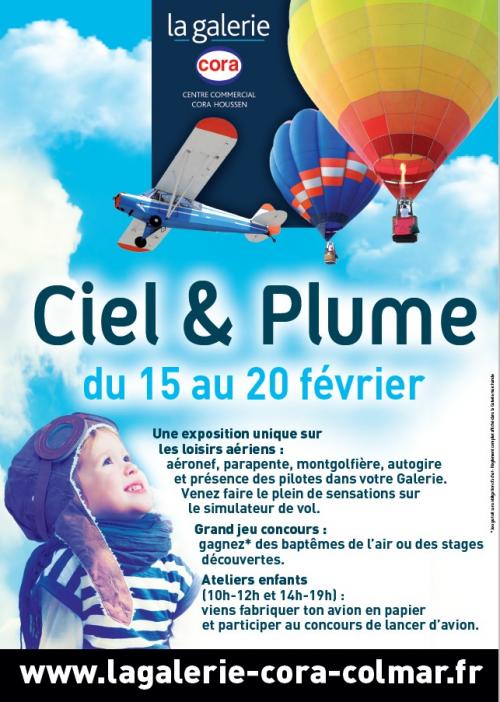 la galerie
cora
CENTRE COMMERCIAL
CORA HOUSSEN
Ciel & Plume
du 15 au 20 février
Une exposition unique sur
les loisirs aériens :
aéronef, parapente, montgolfière, autogire
et présence des pilotes dans votre Galerie.
Venez faire le plein de sensations sur
le simulateur de vol.
Grand jeu concours :
gagnez* des baptêmes de l'air ou des stages
découvertes.
Ateliers enfants
(10h-12h et 14h-19h) :
viens fabriquer ton avion en papier
et participer au concours de lancer d'avion.
www.lagalerie-cora-colmar.fr